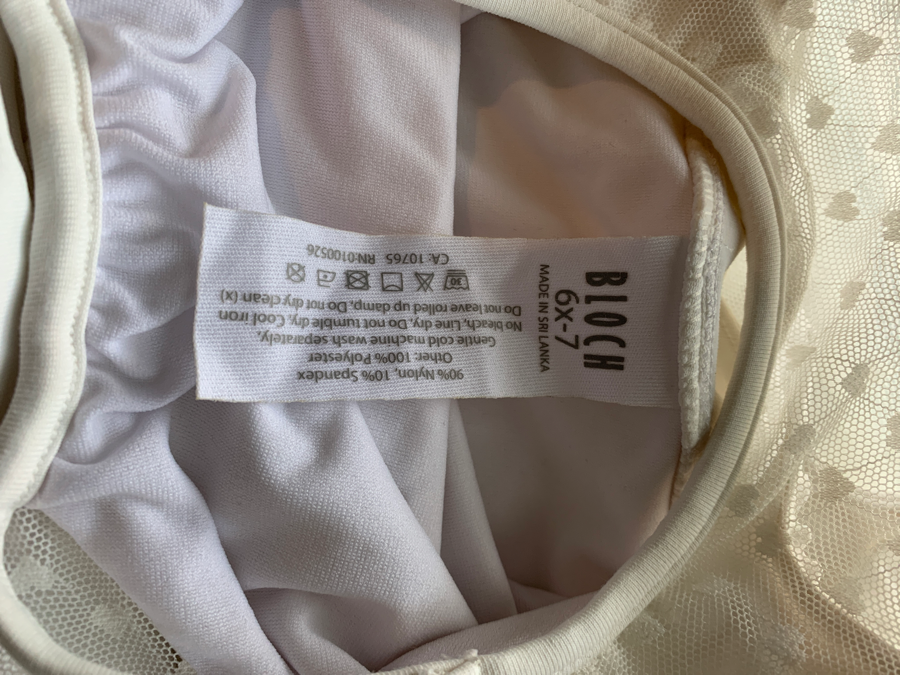 BLOCH
6X-7
MADE IN SRI LANKA
90% Nylon, 10% Spandex
Other: 100% Polyester
Gentle cold machine wash separately,
No bleach, Line dry, Do not tumble dry, Cool iron
Do not leave rolled up damp, Do not dry clean (x)
30
CA: 10765 RN:0100526